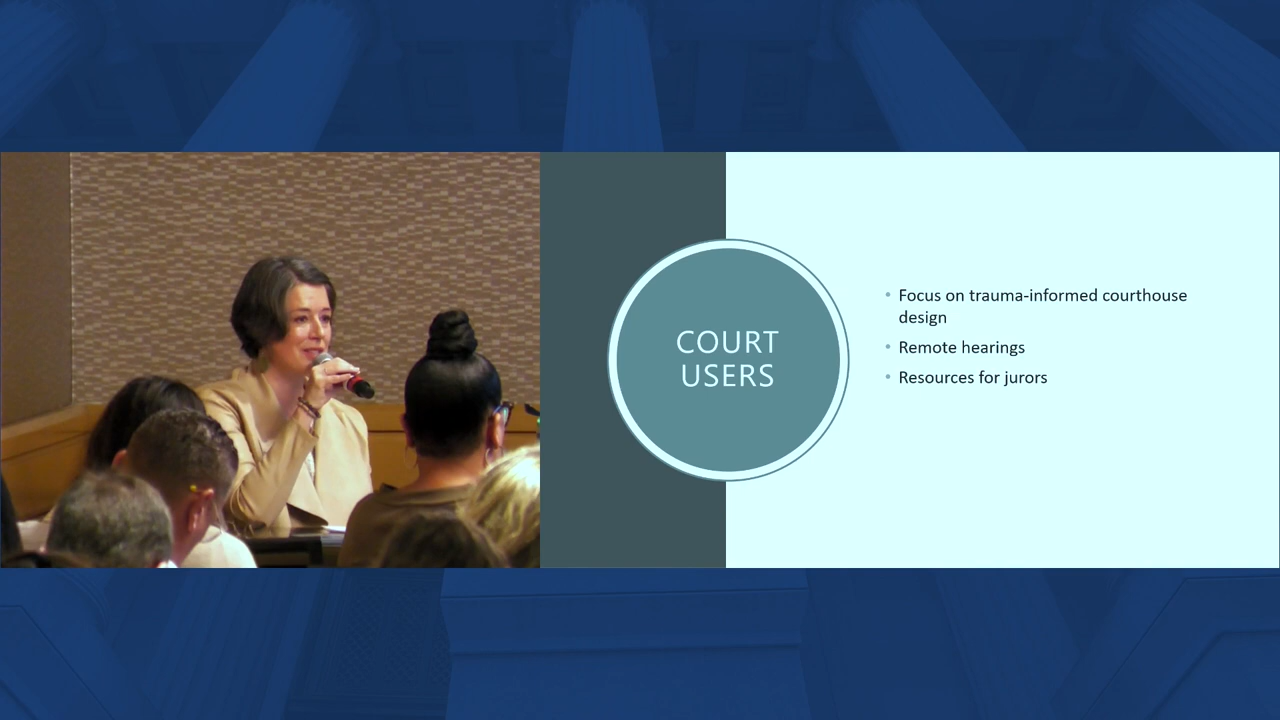 COURT
USERS
• Focus on trauma-informed courthouse
design
• Remote hearings
• Resources for jurors